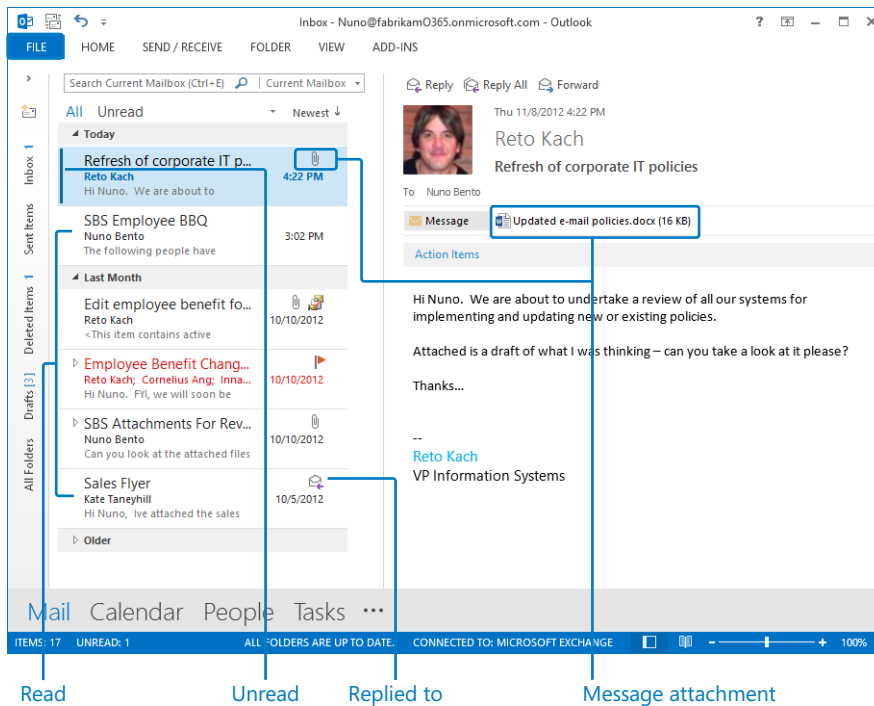 Inbox - Nuno@fabrikamO365.onmicrosoft.com - Outlook
FILE HOME SEND / RECEIVE FOLDER VIEW ADD-INS
Search Current Mailbox (Ctrl+E) Current Mailbox
All Unread Newest ↓
Today
Refresh of corporate IT p...
Reto Kach 4:22 PM
Hi Nuno. We are about to
SBS Employee BBQ
Nuno Bento 3:02 PM
The following people have
Last Month
Edit employee benefit fo...
Reto Kach 10/10/2012
<This item contains active
Employee Benefit Chang...
Reto Kach; Cornelius Ang; Inna... 10/10/2012
Hi Nuno. FYI, we will soon be
SBS Attachments For Rev...
Nuno Bento 10/10/2012
Can you look at the attached files
Sales Flyer
Kate Taneyhill 10/5/2012
Hi Nuno, Ive attached the sales
Older
Inbox 1
Sent Items
Deleted Items 1
Drafts [3]
All Folders
Reply Reply All Forward
Thu 11/8/2012 4:22 PM
Reto Kach
Refresh of corporate IT policies
To Nuno Bento
Message Updated e-mail policies.docx (16 KB)
Action Items
Hi Nuno. We are about to undertake a review of all our systems for
implementing and updating new or existing policies.
Attached is a draft of what I was thinking – can you take a look at it please?
Thanks...
--
Reto Kach
VP Information Systems
Mail Calendar People Tasks •••
ITEMS: 17 UNREAD: 1 ALL FOLDERS ARE UP TO DATE. CONNECTED TO: MICROSOFT EXCHANGE 100%
Read Unread Replied to Message attachment